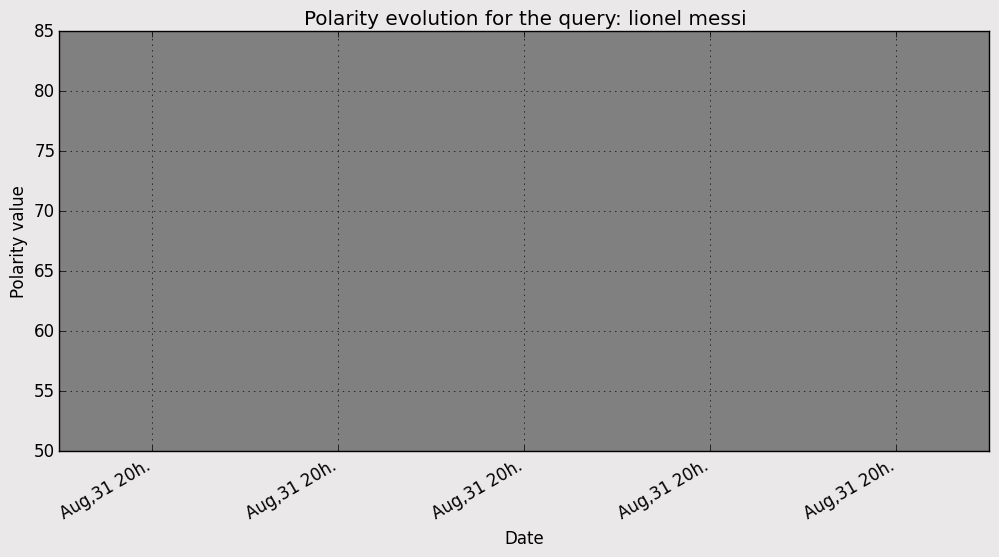 Polarity evolution for the query: lionel messi
85
80
75
70
65
60
55
50
Polarity value
Aug,31 20h.
Aug,31 20h.
Aug,31 20h.
Aug,31 20h.
Aug,31 20h.
Date